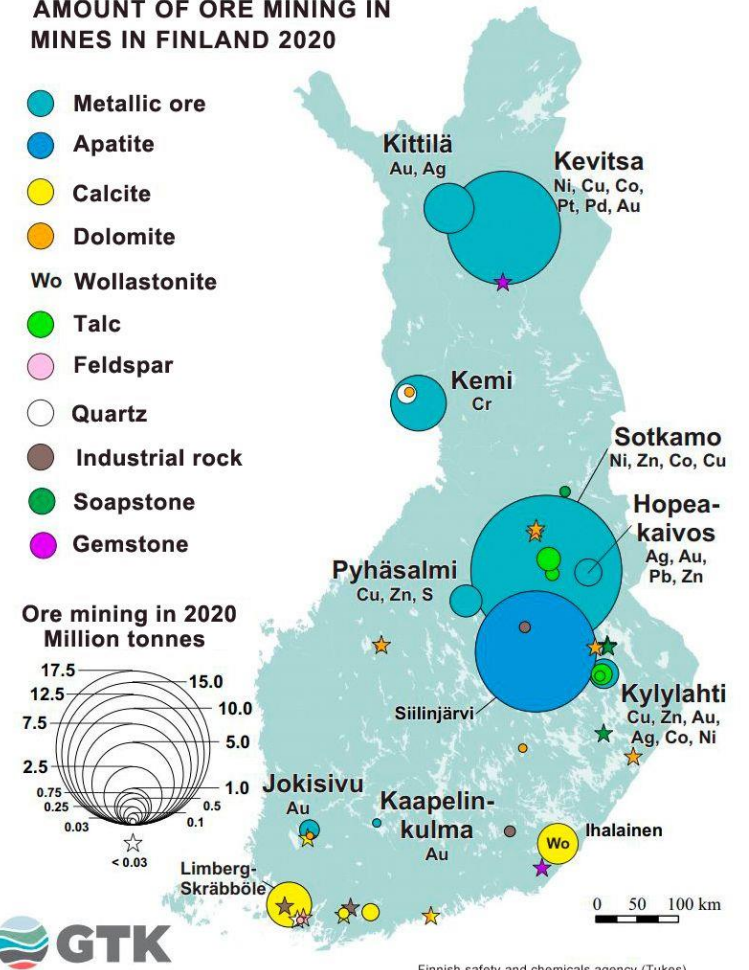 AMOUNT OF ORE MINING IN
MINES IN FINLAND 2020
Metallic ore
Apatite
Calcite
Dolomite
Wo Wollastonite
Talc
Feldspar
Quartz
Industrial rock
Soapstone
Gemstone
Ore mining in 2020
Million tonnes
17.5
15.0
12.5
10.0
7.5
5.0
2.5
1.0
0.75
0.5
0.25
0.1
0.03
< 0.03
Kittilä
Au, Ag
Kevitsa
Ni, Cu, Co,
Pt, Pd, Au
Kemi
Cr
Sotkamo
Ni, Zn, Co, Cu
Hopea-
kaivos
Ag, Au,
Pb, Zn
Pyhäsalmi
Cu, Zn, S
Siilinjärvi
Kylylahti
Cu, Zn, Au,
Ag, Co, Ni
Jokisivu
Au
Kaapelin-
kulma
Au
Wo
Ihalainen
Limberg-
Skräbböle
0 50 100 km
GTK
Finnish safety and chemicals agency (Tukes)